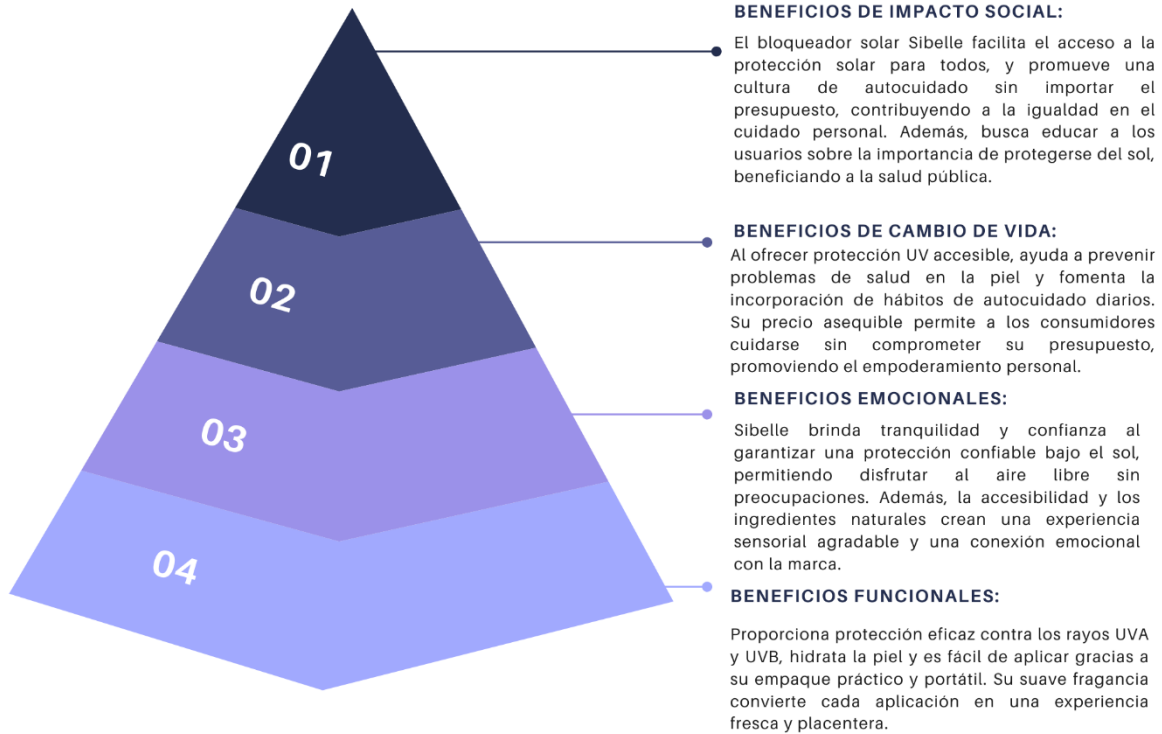 BENEFICIOS DE IMPACTO SOCIAL:
El bloqueador solar Sibelle facilita el acceso a la
protección solar para todos, y promueve una
cultura de autocuidado sin importar el
presupuesto, contribuyendo a la igualdad en el
cuidado personal. Además, busca educar a los
usuarios sobre la importancia de protegerse del sol,
beneficiando a la salud pública.
01
BENEFICIOS DE CAMBIO DE VIDA:
Al ofrecer protección UV accesible, ayuda a prevenir
problemas de salud en la piel y fomenta la
incorporación de hábitos de autocuidado diarios.
Su precio asequible permite a los consumidores
cuidarse sin comprometer su presupuesto,
promoviendo el empoderamiento personal.
02
BENEFICIOS EMOCIONALES:
Sibelle brinda tranquilidad y confianza al
garantizar una protección confiable bajo el sol,
permitiendo disfrutar al aire libre sin
preocupaciones. Además, la accesibilidad y los
ingredientes naturales crean una experiencia
sensorial agradable y una conexión emocional
con la marca.
03
BENEFICIOS FUNCIONALES:
Proporciona protección eficaz contra los rayos UVA
y UVB, hidrata la piel y es fácil de aplicar gracias a
su empaque práctico y portátil. Su suave fragancia
convierte cada aplicación en una experiencia
fresca y placentera.
04